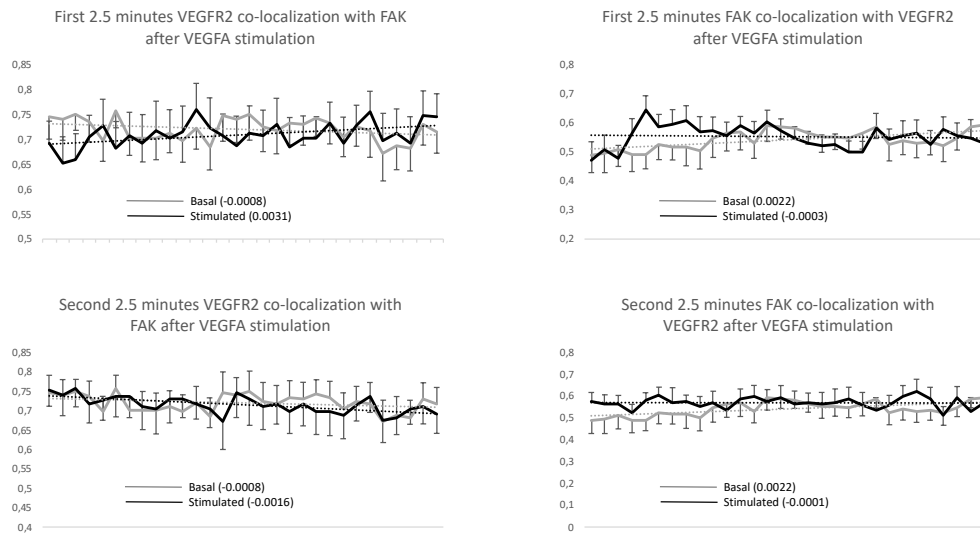 First 2.5 minutes VEGFR2 co-localization with FAK
after VEGFA stimulation
0,85
0,8
0,75
0,7
0,65
0,6
0,55
0,5
Basal (-0.0008)
Stimulated (0.0031)
First 2.5 minutes FAK co-localization with VEGFR2
after VEGFA stimulation
0,8
0,7
0,6
0,5
0,4
0,3
0,2
Basal (0.0022)
Stimulated (-0.0003)
Second 2.5 minutes VEGFR2 co-localization with
FAK after VEGFA stimulation
0,85
0,8
0,75
0,7
0,65
0,6
0,55
0,5
0,45
0,4
Basal (-0.0008)
Stimulated (-0.0016)
Second 2.5 minutes FAK co-localization with
VEGFR2 after VEGFA stimulation
0,8
0,7
0,6
0,5
0,4
0,3
0,2
0,1
0
Basal (0.0022)
Stimulated (-0.0001)